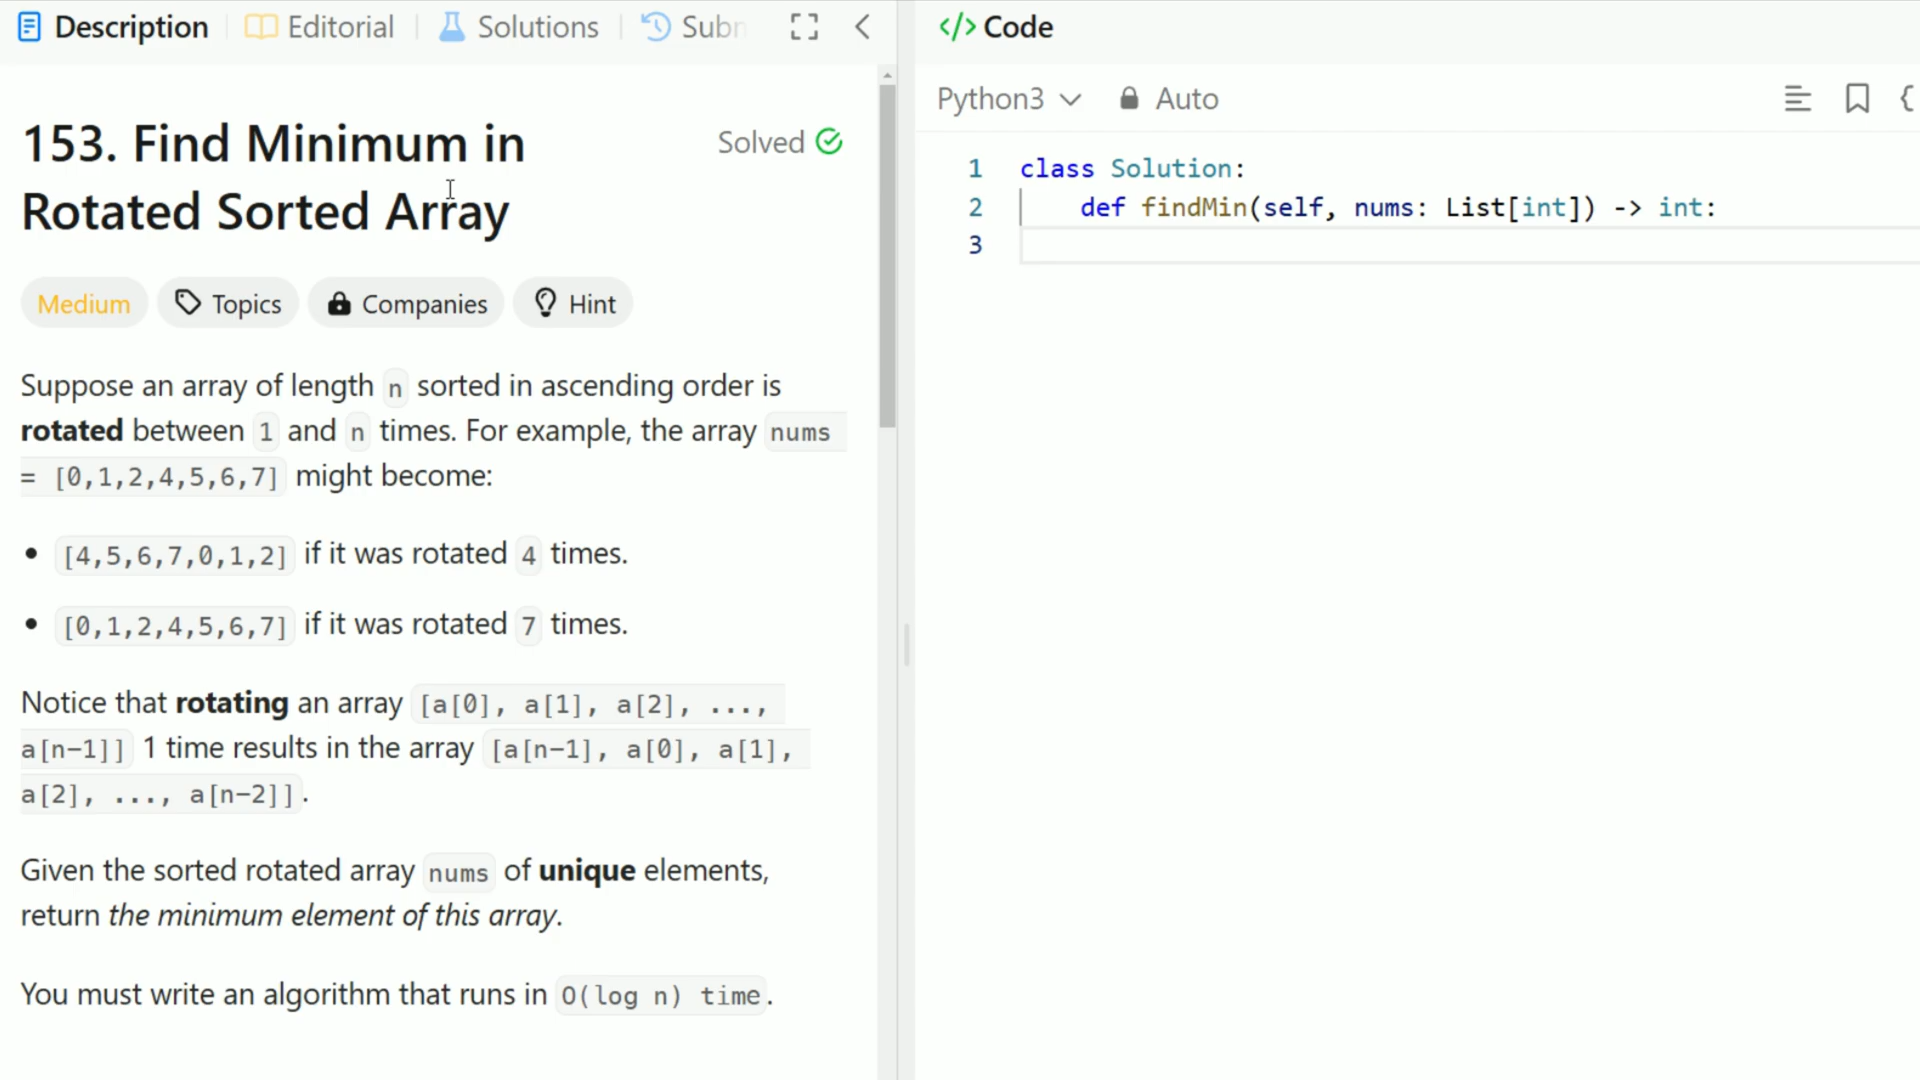 Description Editorial Solutions Subm
</> Code
Python3 Auto {
153. Find Minimum in
Rotated Sorted Array
Solved
Medium Topics Companies Hint
Suppose an array of length n sorted in ascending order is
rotated between 1 and n times. For example, the array nums
= [0,1,2,4,5,6,7] might become:
• [4,5,6,7,0,1,2] if it was rotated 4 times.
• [0,1,2,4,5,6,7] if it was rotated 7 times.
Notice that rotating an array [a[0], a[1], a[2], ...,
a[n-1]] 1 time results in the array [a[n-1], a[0], a[1],
a[2], ..., a[n-2]].
Given the sorted rotated array nums of unique elements,
return the minimum element of this array.
You must write an algorithm that runs in O(log n) time.
1 class Solution:
2 def findMin(self, nums: List[int]) -> int:
3